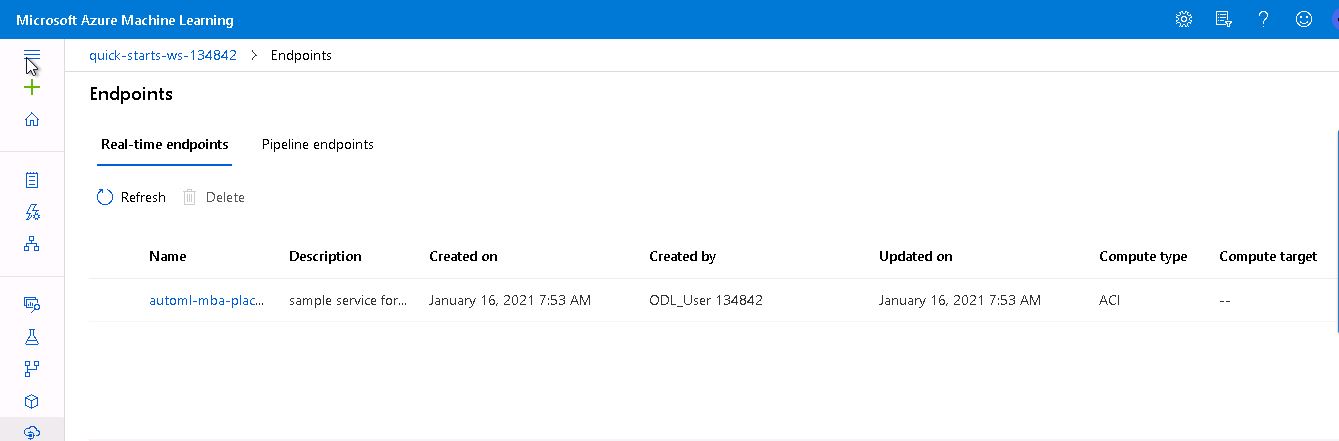 Microsoft Azure Machine Learning
quick-starts-ws-134842 > Endpoints
Endpoints
Real-time endpoints Pipeline endpoints
Refresh Delete
Name Description Created on Created by Updated on Compute type Compute target
automl-mba-plac... sample service for... January 16, 2021 7:53 AM ODL_User 134842 January 16, 2021 7:53 AM ACI --